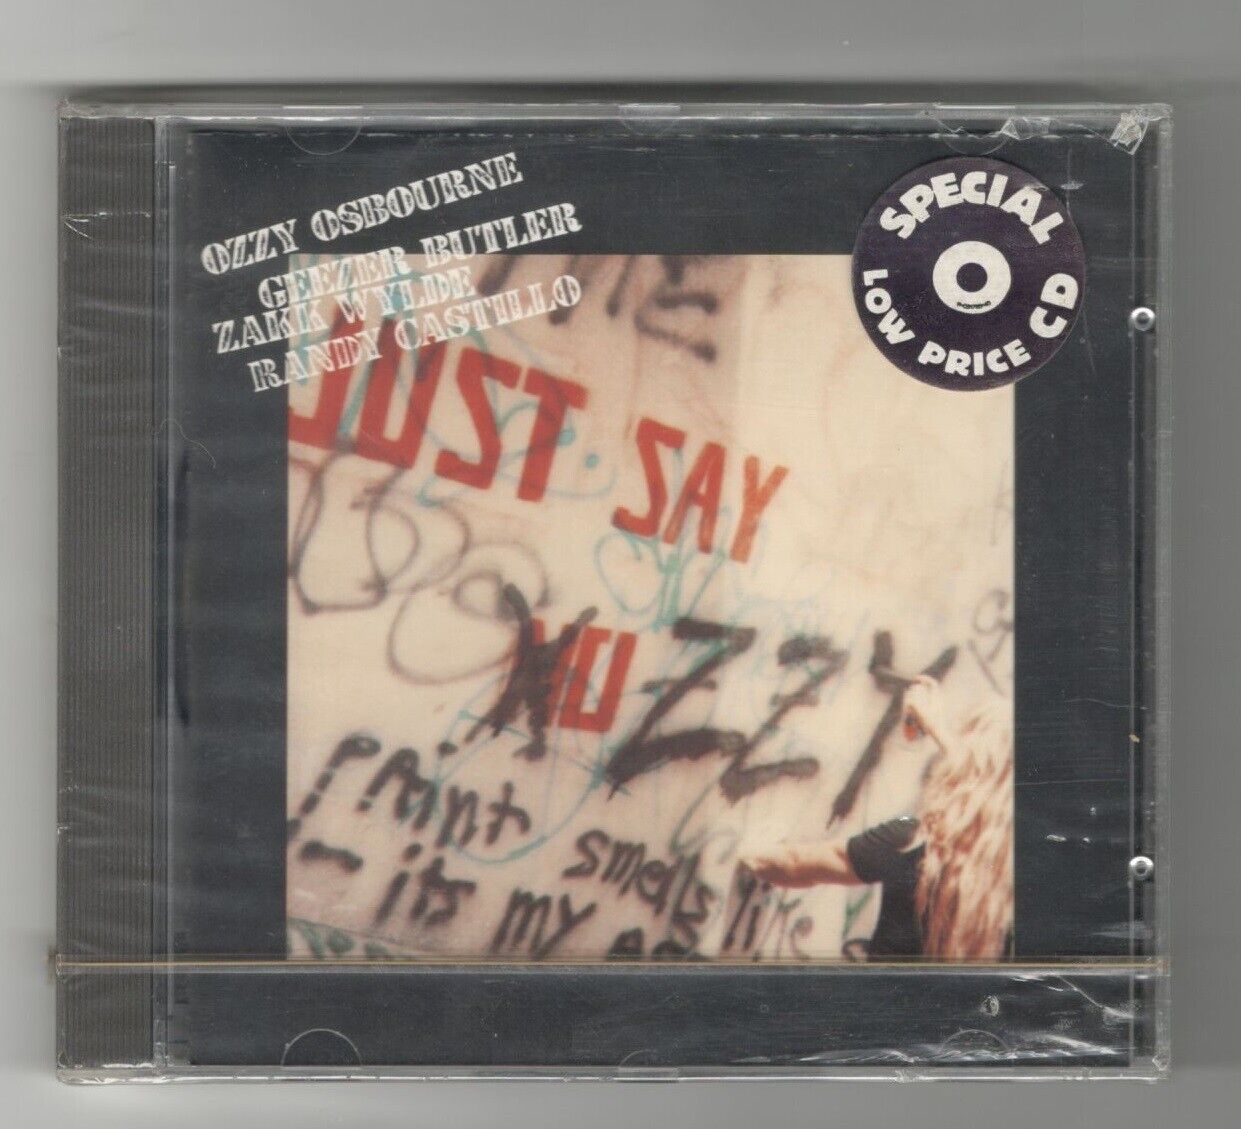 OZZY OSBOURNE
GEEZER BUTLER
ZAKK WYLDE
RANDY CASTILLO
SPECIAL
LOW PRICE CD
JUST SAY
NO
OZZY
Paint smells like
- its my